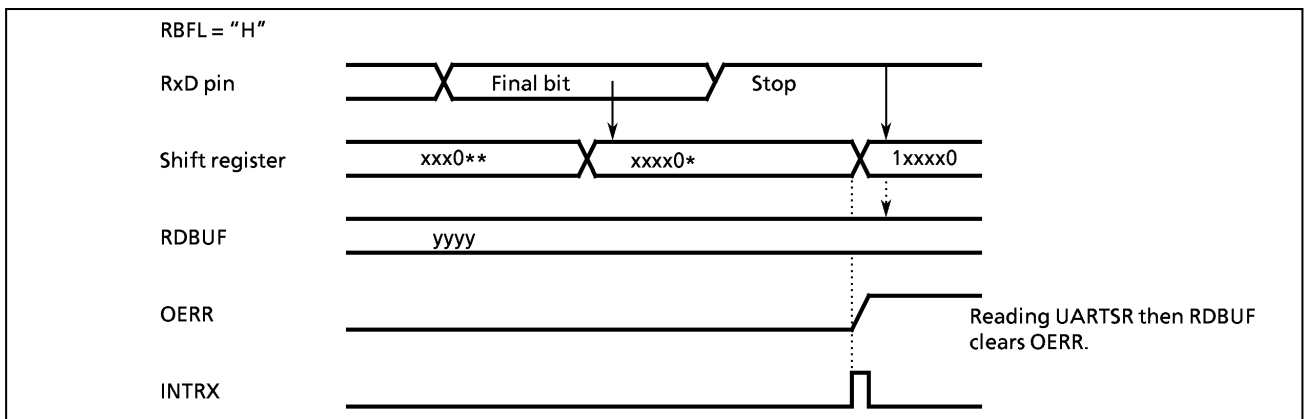 RBFL = “H”
RxD pin
Final bit
Stop
Shift register
xxx0**
xxxx0*
1xxxx0
RDBUF
yyyy
OERR
Reading UARTSR then RDBUF
clears OERR.
INTRX